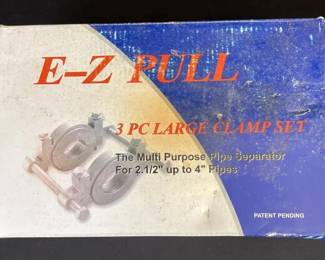 E-Z PULL
3 PC LARGE CLAMP SET
The Multi Purpose Pipe Separator
For 2.1/2" up to 4" Pipes
PATENT PENDING